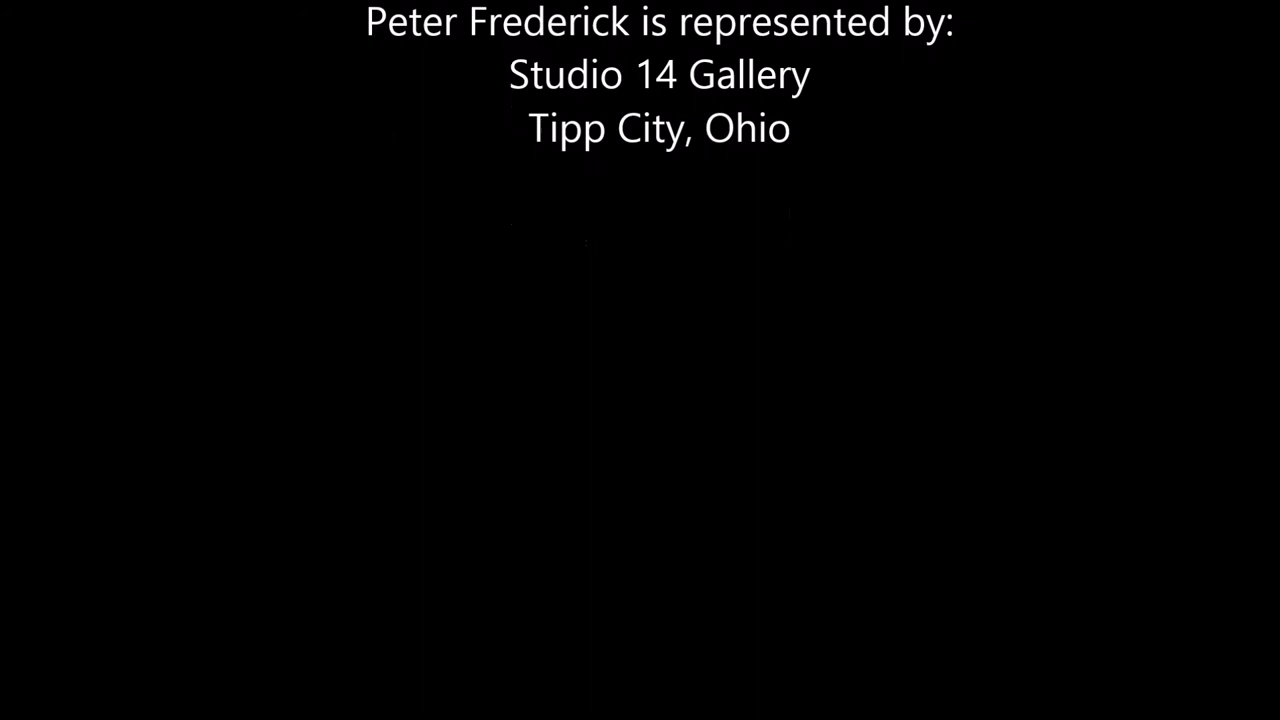 Peter Frederick is represented by:
Studio 14 Gallery
Tipp City, Ohio